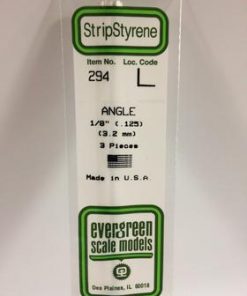 StripStyrene
Item No. Loc. Code
294 L
ANGLE
1/8" (.125)
(3.2 mm)
3 Pieces
Made in U.S.A
evergreen
scale models
Des Plaines, IL 60018